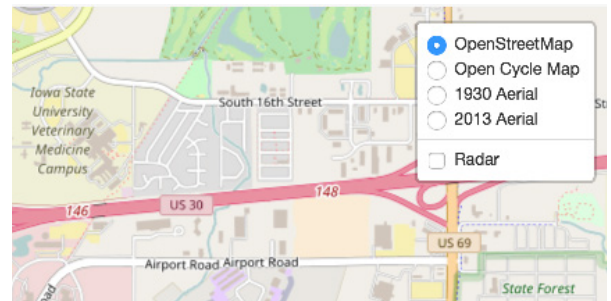 OpenStreetMap
Open Cycle Map
1930 Aerial
2013 Aerial
Radar
Iowa State
University
Veterinary
Medicine
Campus
South 16th Street
146
US 30
148
US 69
Airport Road
Airport Road
State Forest